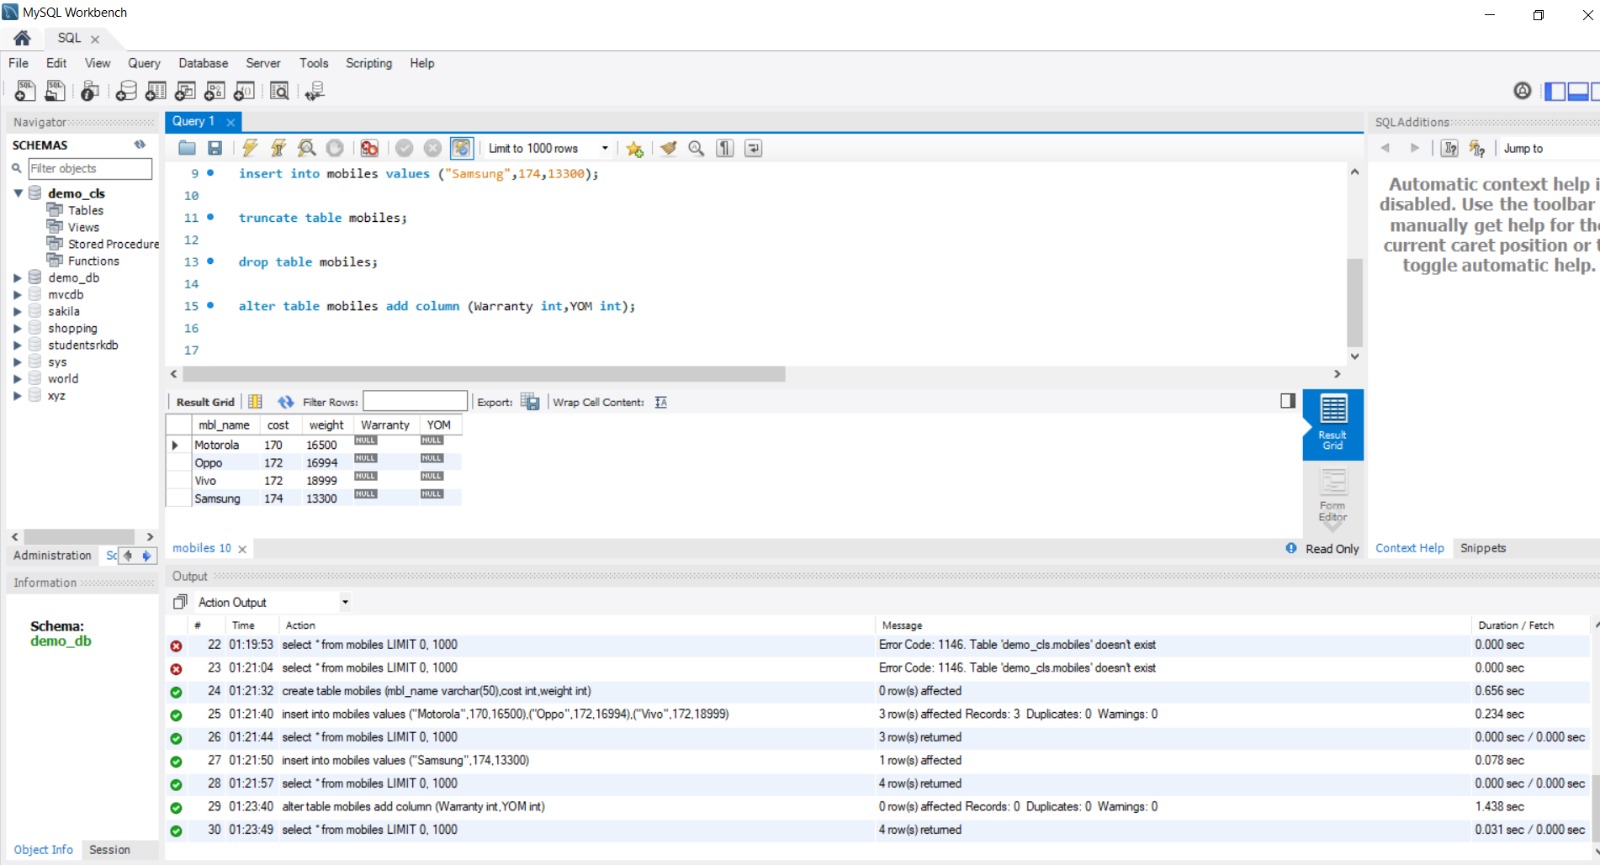 MySQL Workbench
SQL
File Edit View Query Database Server Tools Scripting Help
Navigator
SCHEMAS
Filter objects
demo_cls
Tables
Views
Stored Procedure
Functions
demo_db
mvcdb
sakila
shopping
studentsrkdb
sys
world
xyz
Administration Sc
Information
Schema:
demo_db
Object Info Session
Query 1
Limit to 1000 rows
9 insert into mobiles values ("Samsung",174,13300);
10
11 truncate table mobiles;
12
13 drop table mobiles;
14
15 alter table mobiles add column (Warranty int,YOM int);
16
17
Result Grid Filter Rows: Export: Wrap Cell Content:
mbl_name cost weight Warranty YOM
Motorola 170 16500 NULL NULL
Oppo 172 16994 NULL NULL
Vivo 172 18999 NULL NULL
Samsung 174 13300 NULL NULL
Result
Grid
Form
Editor
mobiles 10
Read Only
SQLAdditions
Jump to
Automatic context help i
disabled. Use the toolbar
manually get help for the
current caret position or t
toggle automatic help.
Context Help Snippets
Output
Action Output
# Time Action Message Duration / Fetch
22 01:19:53 select * from mobiles LIMIT 0, 1000 Error Code: 1146. Table 'demo_cls.mobiles' doesn't exist 0.000 sec
23 01:21:04 select * from mobiles LIMIT 0, 1000 Error Code: 1146. Table 'demo_cls.mobiles' doesn't exist 0.000 sec
24 01:21:32 create table mobiles (mbl_name varchar(50),cost int,weight int) 0 row(s) affected 0.656 sec
25 01:21:40 insert into mobiles values ("Motorola",170,16500),("Oppo",172,16994),("Vivo",172,18999) 3 row(s) affected Records: 3 Duplicates: 0 Warnings: 0 0.234 sec
26 01:21:44 select * from mobiles LIMIT 0, 1000 3 row(s) returned 0.000 sec / 0.000 sec
27 01:21:50 insert into mobiles values ("Samsung",174,13300) 1 row(s) affected 0.078 sec
28 01:21:57 select * from mobiles LIMIT 0, 1000 4 row(s) returned 0.000 sec / 0.000 sec
29 01:23:40 alter table mobiles add column (Warranty int,YOM int) 0 row(s) affected Records: 0 Duplicates: 0 Warnings: 0 1.438 sec
30 01:23:49 select * from mobiles LIMIT 0, 1000 4 row(s) returned 0.031 sec / 0.000 sec